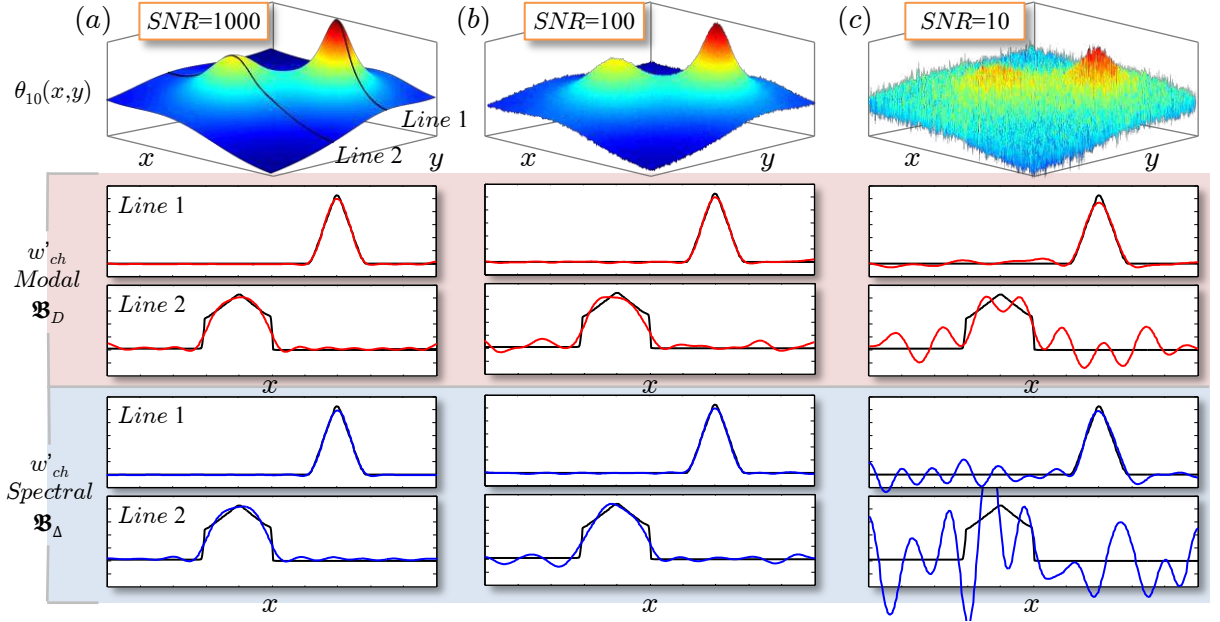 (a) SNR=1000 (b) SNR=100 (c) SNR=10
θ10(x,y)
Line 1
Line 2
x y x y x y
Line 1
w'ch
Modal
𝕭D
Line 2
x x x
Line 1
w'ch
Spectral
𝕭Δ
Line 2
x x x